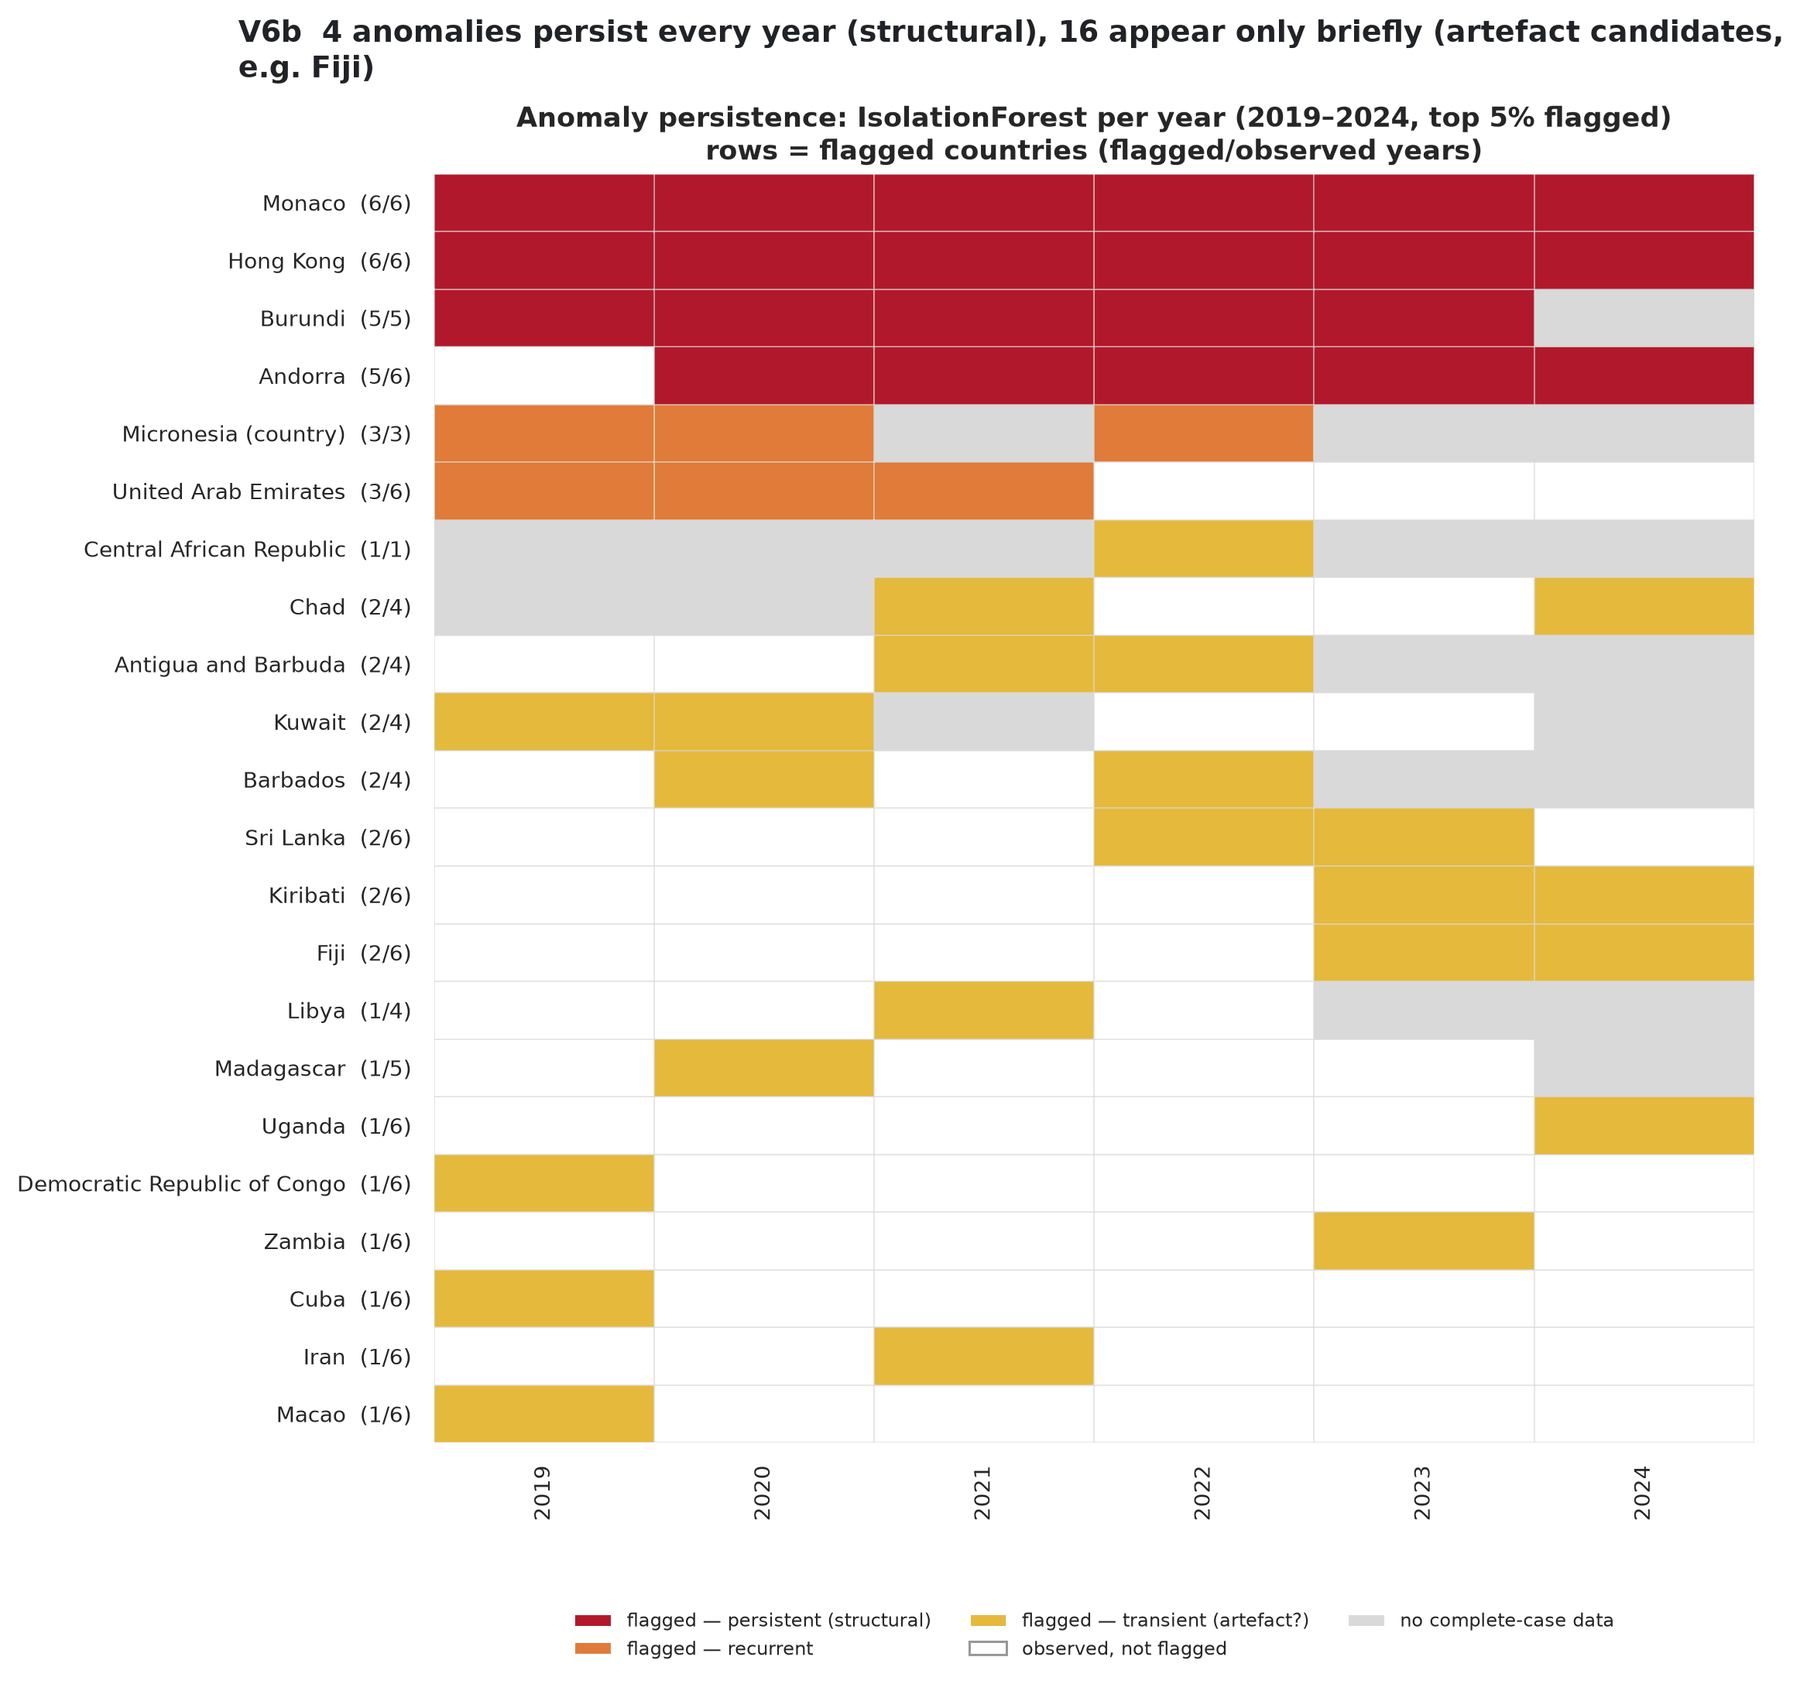 V6b  4 anomalies persist every year (structural), 16 appear only briefly (artefact candidates,
e.g. Fiji)
Anomaly persistence: IsolationForest per year (2019–2024, top 5% flagged)
rows = flagged countries (flagged/observed years)
Monaco  (6/6)
Hong Kong  (6/6)
Burundi  (5/5)
Andorra  (5/6)
Micronesia (country)  (3/3)
United Arab Emirates  (3/6)
Central African Republic  (1/1)
Chad  (2/4)
Antigua and Barbuda  (2/4)
Kuwait  (2/4)
Barbados  (2/4)
Sri Lanka  (2/6)
Kiribati  (2/6)
Fiji  (2/6)
Libya  (1/4)
Madagascar  (1/5)
Uganda  (1/6)
Democratic Republic of Congo  (1/6)
Zambia  (1/6)
Cuba  (1/6)
Iran  (1/6)
Macao  (1/6)
2019
2020
2021
2022
2023
2024
flagged — persistent (structural)
flagged — recurrent
flagged — transient (artefact?)
observed, not flagged
no complete-case data